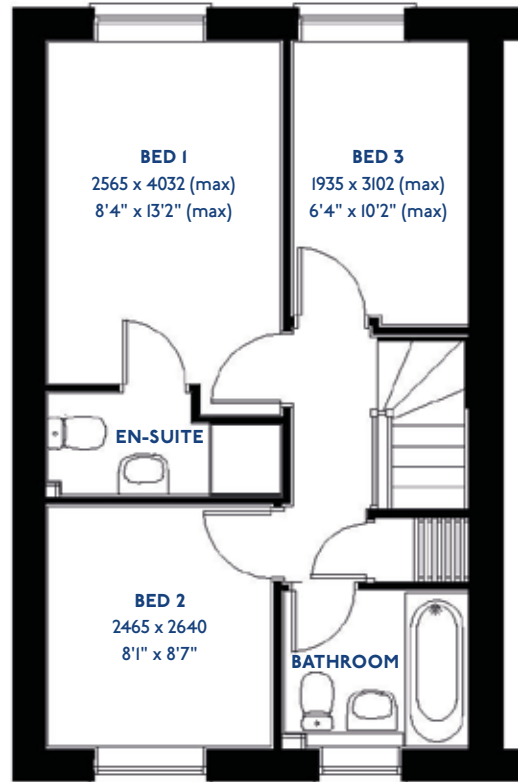 BED 1
2565 x 4032 (max)
8'4" x 13'2" (max)
BED 3
1935 x 3102 (max)
6'4" x 10'2" (max)
EN-SUITE
BED 2
2465 x 2640
8'1" x 8'7"
BATHROOM